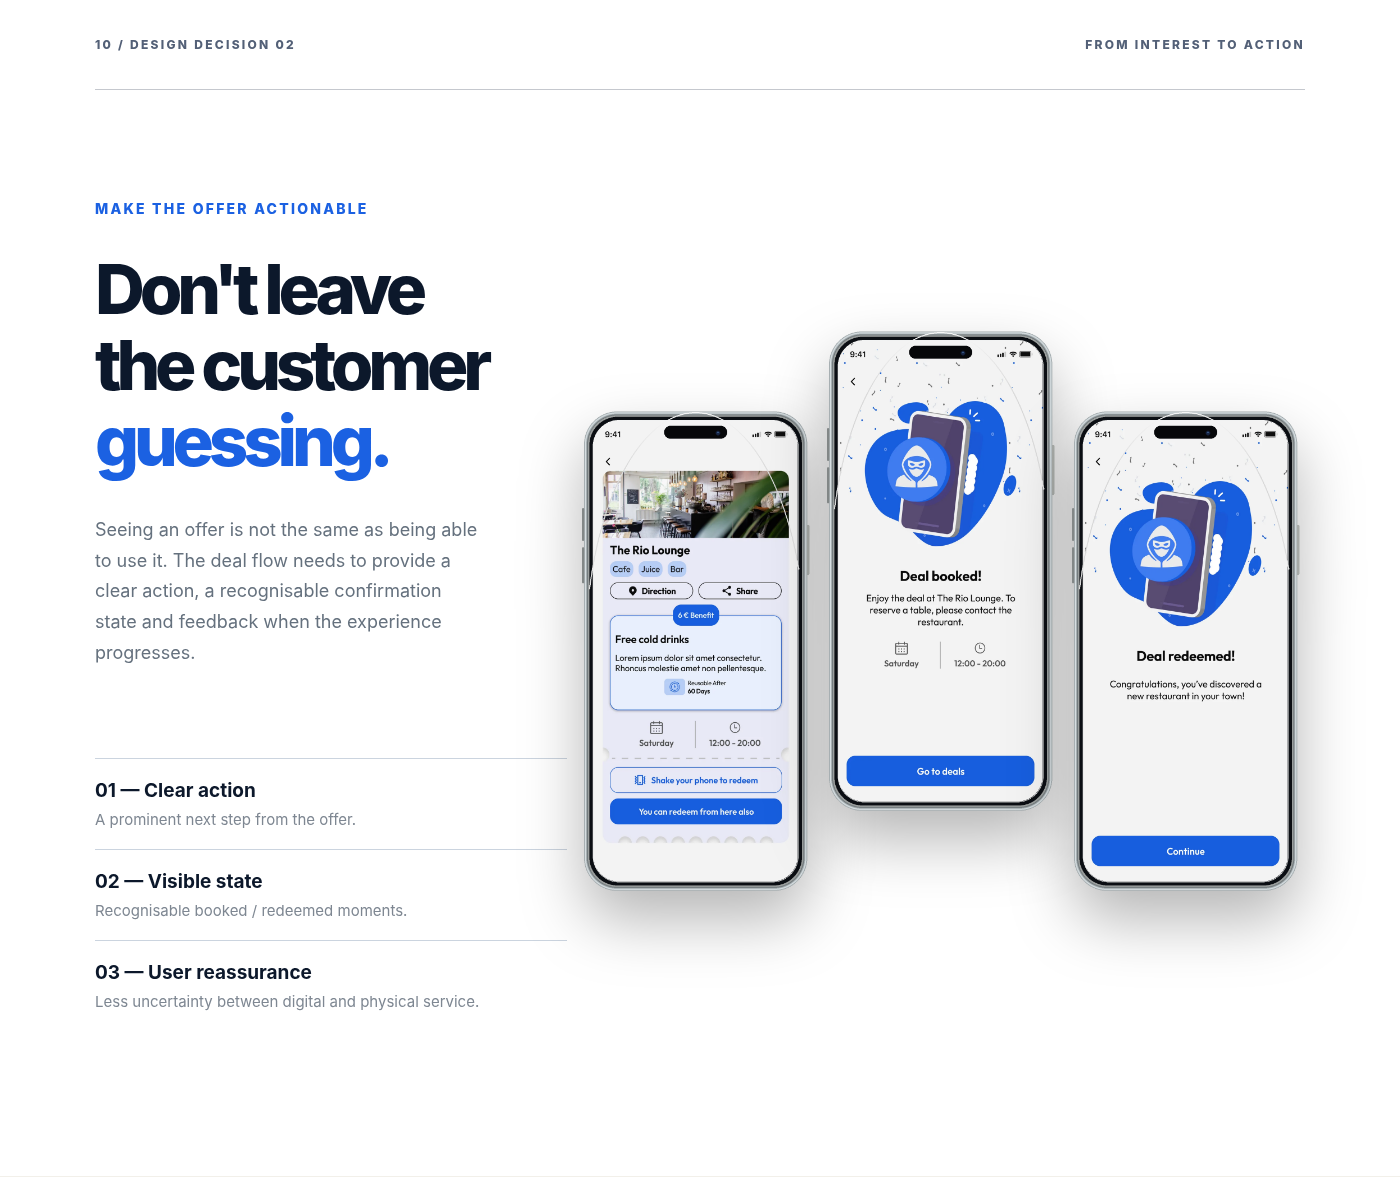 10 / DESIGN DECISION 02
FROM INTEREST TO ACTION
MAKE THE OFFER ACTIONABLE
Don't leave
the customer
guessing.
Seeing an offer is not the same as being able
to use it. The deal flow needs to provide a
clear action, a recognisable confirmation
state and feedback when the experience
progresses.
01 — Clear action
A prominent next step from the offer.
02 — Visible state
Recognisable booked / redeemed moments.
03 — User reassurance
Less uncertainty between digital and physical service.
9:41
The Rio Lounge
Cafe Juice Bar
Direction Share
6 € Benefit
Free cold drinks
Lorem ipsum dolor sit amet consectetur.
Rhoncus molestie amet non pellentesque.
Reusable After
60 Days
Saturday 12:00 - 20:00
Shake your phone to redeem
You can redeem from here also
9:41
Deal booked!
Enjoy the deal at The Rio Lounge. To
reserve a table, please contact the
restaurant.
Saturday 12:00 - 20:00
Go to deals
9:41
Deal redeemed!
Congratulations, you've discovered a
new restaurant in your town!
Continue